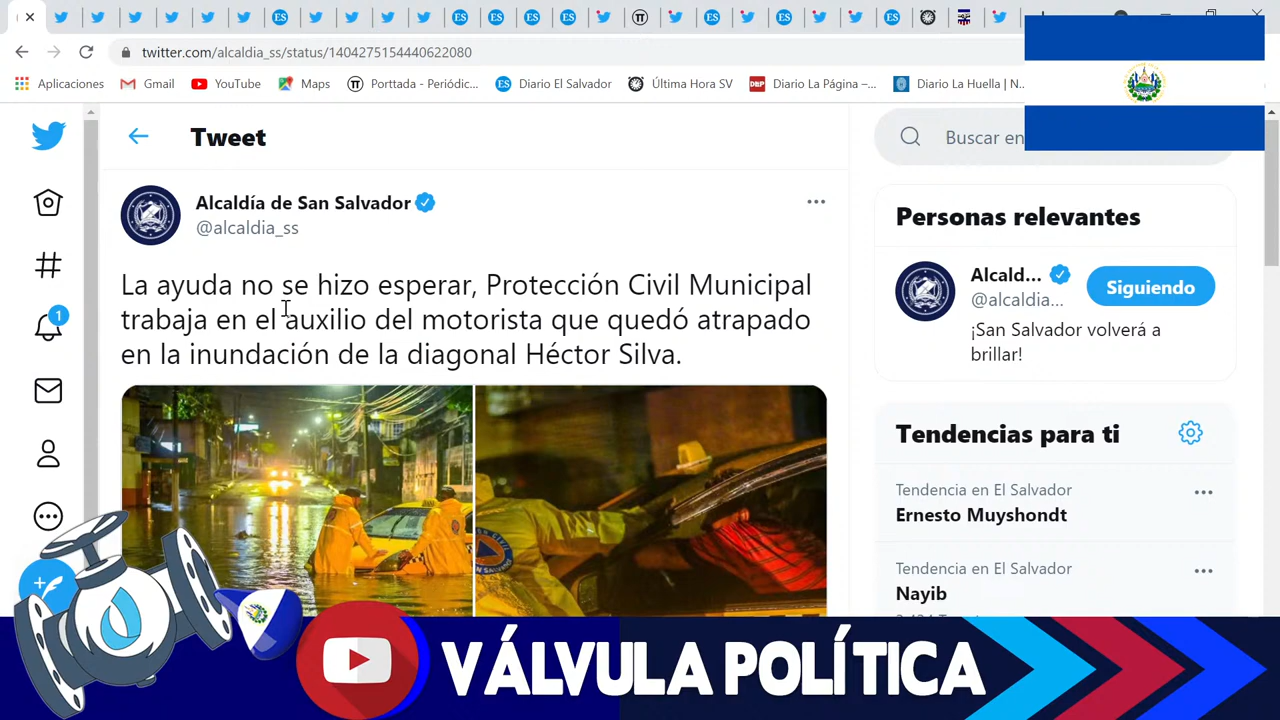 twitter.com/alcaldia_ss/status/1404275154440622080
Aplicaciones
Gmail
YouTube
Maps
Porttada - Periódic...
Diario El Salvador
Última Hora SV
Diario La Página –...
Diario La Huella | N...
Tweet
Buscar en
Alcaldía de San Salvador
@alcaldia_ss
La ayuda no se hizo esperar, Protección Civil Municipal
trabaja en el auxilio del motorista que quedó atrapado
en la inundación de la diagonal Héctor Silva.
Personas relevantes
Alcald...
@alcaldia...
Siguiendo
¡San Salvador volverá a
brillar!
Tendencias para ti
Tendencia en El Salvador
Ernesto Muyshondt
Tendencia en El Salvador
Nayib
1
VÁLVULA POLÍTICA